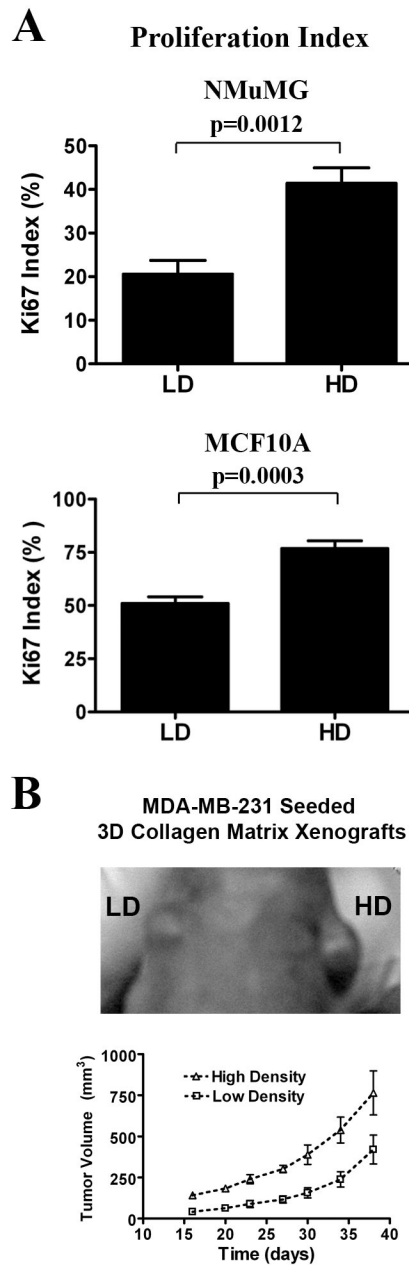 A
Proliferation Index
NMuMG
p=0.0012
50
40
30
20
10
0
Ki67 Index (%)
LD HD
MCF10A
p=0.0003
100
75
50
25
0
Ki67 Index (% )
LD HD
B
MDA-MB-231 Seeded
3D Collagen Matrix Xenografts
LD HD
1000
750
500
250
0
Tumor Volume (mm³)
High Density
Low Density
10 15 20 25 30 35 40
Time (days)